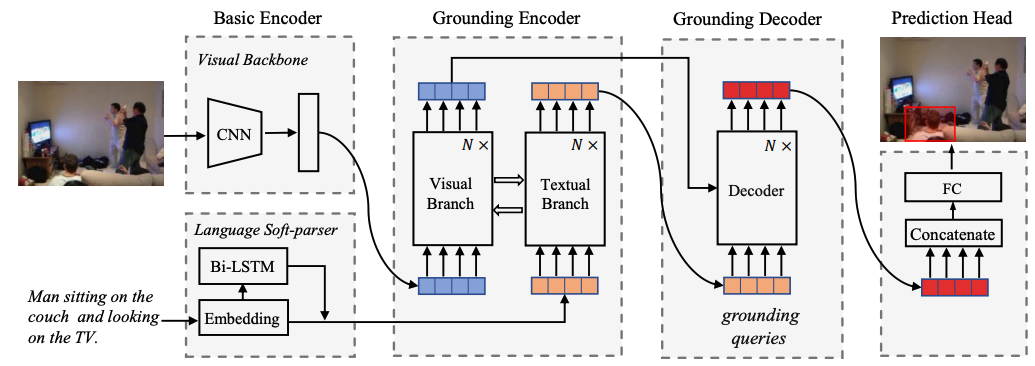 Basic Encoder
Grounding Encoder
Grounding Decoder
Prediction Head
Visual Backbone
CNN
Language Soft-parser
Bi-LSTM
Embedding
Man sitting on the
couch and looking
on the TV.
N ×
Visual
Branch
N ×
Textual
Branch
N ×
Decoder
grounding
queries
FC
Concatenate